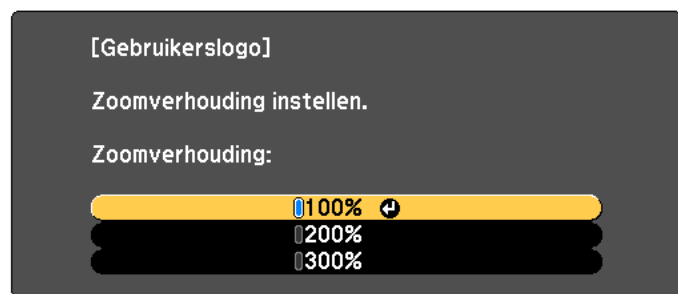 [Gebruikerslogo]
Zoomverhouding instellen.
Zoomverhouding:
100%
200%
300%